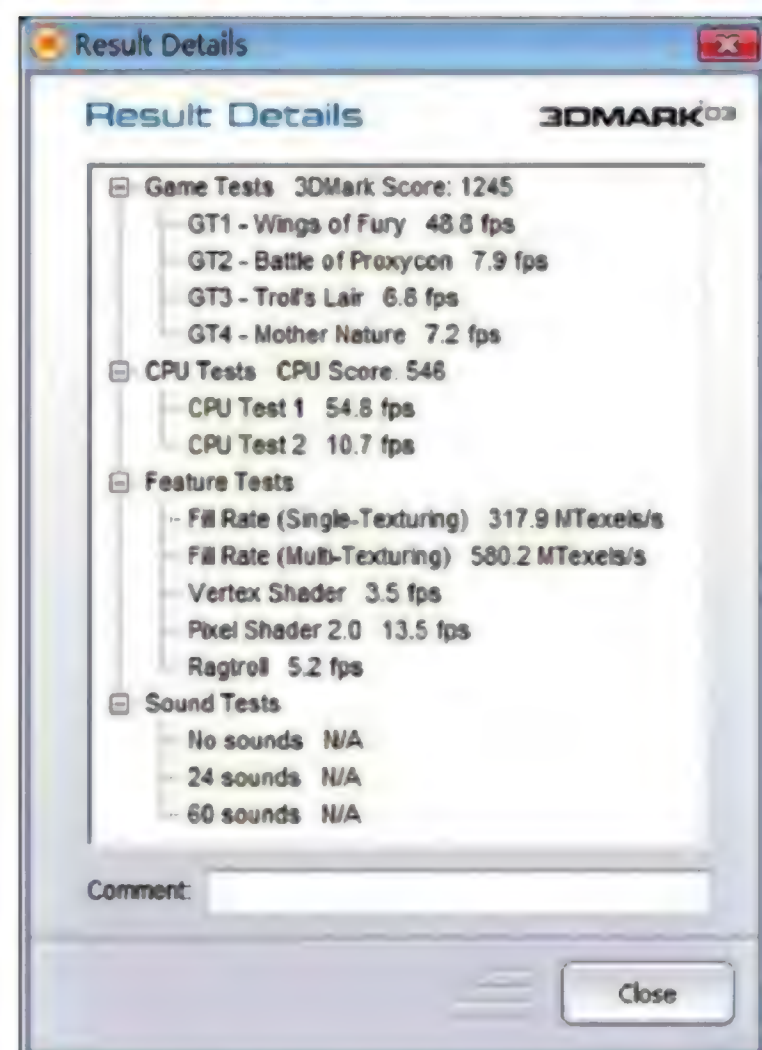 Result Details
Result Details 3DMARK03
Game Tests 3DMark Score: 1245
GT1 - Wings of Fury 48.8 fps
GT2 - Battle of Proxycon 7.9 fps
GT3 - Troll's Lair 6.8 fps
GT4 - Mother Nature 7.2 fps
CPU Tests CPU Score: 546
CPU Test 1 54.8 fps
CPU Test 2 10.7 fps
Feature Tests
Fill Rate (Single-Texturing) 317.9 MTexels/s
Fill Rate (Multi-Texturing) 580.2 MTexels/s
Vertex Shader 3.5 fps
Pixel Shader 2.0 13.5 fps
Ragtroll 5.2 fps
Sound Tests
No sounds N/A
24 sounds N/A
60 sounds N/A
Comment:
Close